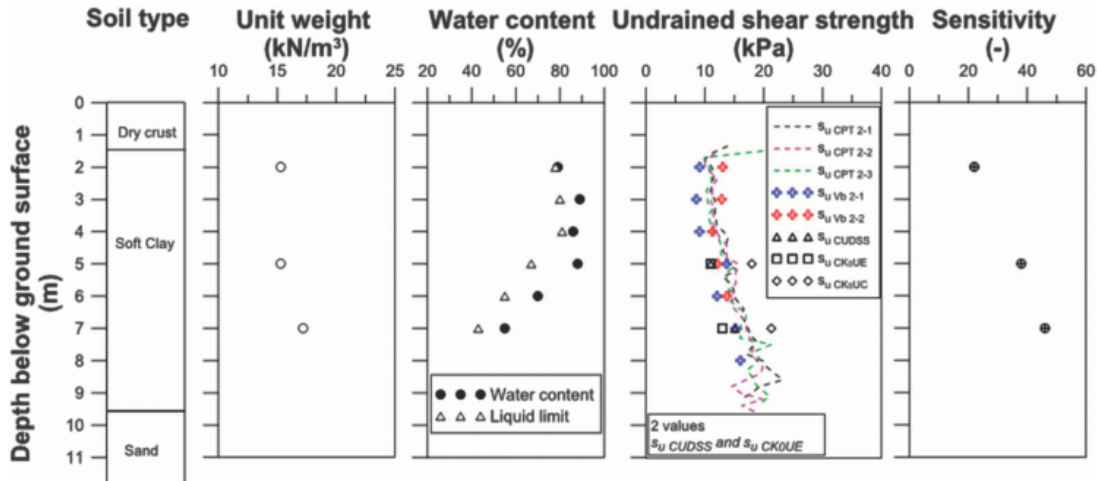 Soil type
Unit weight
(kN/m³)
Water content
(%)
Undrained shear strength
(kPa)
Sensitivity
(-)
10 15 20 25
20 40 60 80 100
0 10 20 30 40
0 20 40 60
Depth below ground surface
(m)
0
1
2
3
4
5
6
7
8
9
10
11
Dry crust
Soft Clay
Sand
Water content
Liquid limit
Su CPT 2-1
Su CPT 2-2
Su CPT 2-3
Su Vb 2-1
Su Vb 2-2
Su CUDSS
Su CK0UE
Su CK0UC
2 values
su CUDSS and su CK0UE